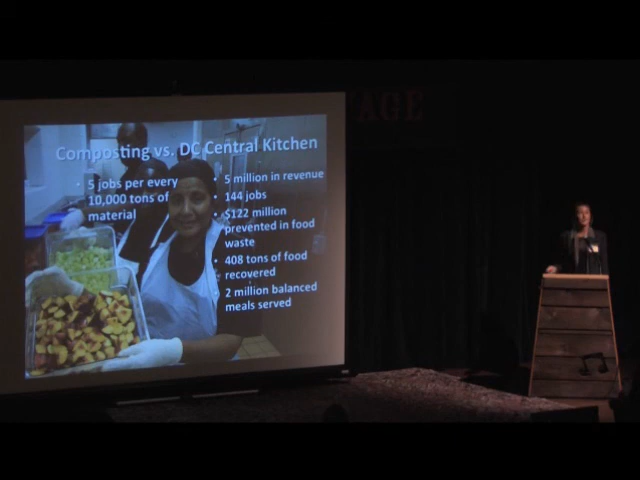 Composting vs. DC Central Kitchen
• 5 jobs per every
10,000 tons of
material
• 5 million in revenue
• 144 jobs
• $122 million
prevented in food
waste
• 408 tons of food
recovered
• 2 million balanced
meals served